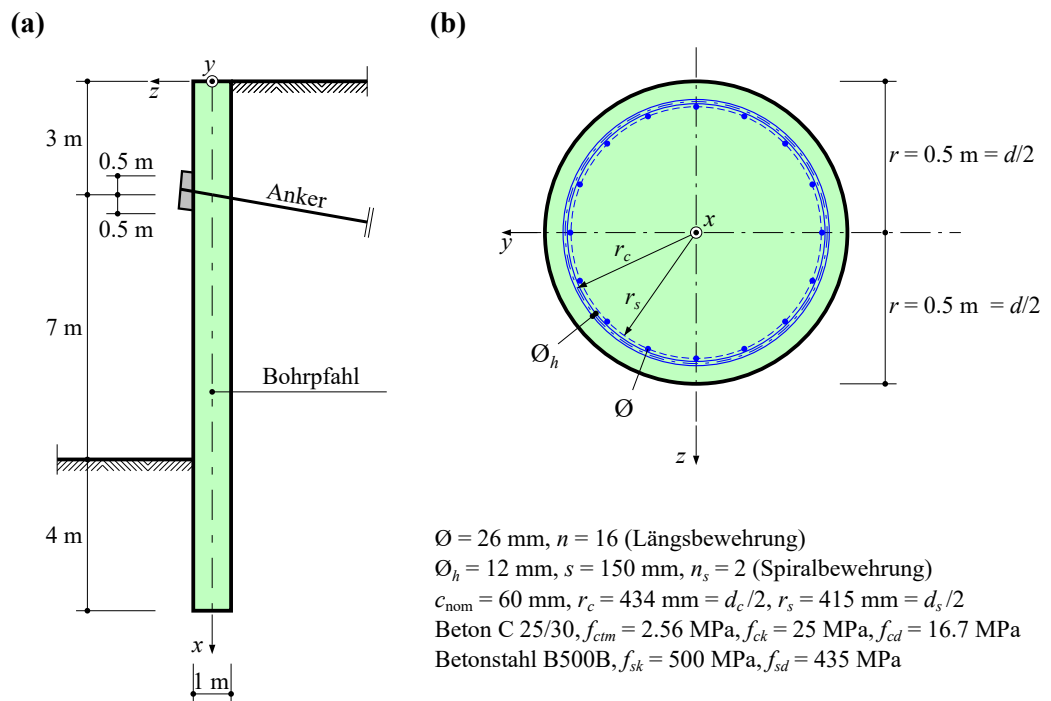 (a)
y
z
3 m
0.5 m
0.5 m
Anker
7 m
Bohrpfahl
4 m
x
1 m
(b)
r = 0.5 m = d/2
x
y
r_c
r_s
r = 0.5 m = d/2
Ø_h
Ø
z
Ø = 26 mm, n = 16 (Längsbewehrung)
Ø_h = 12 mm, s = 150 mm, n_s = 2 (Spiralbewehrung)
c_nom = 60 mm, r_c = 434 mm = d_c/2, r_s = 415 mm = d_s/2
Beton C 25/30, f_ctm = 2.56 MPa, f_ck = 25 MPa, f_cd = 16.7 MPa
Betonstahl B500B, f_sk = 500 MPa, f_sd = 435 MPa